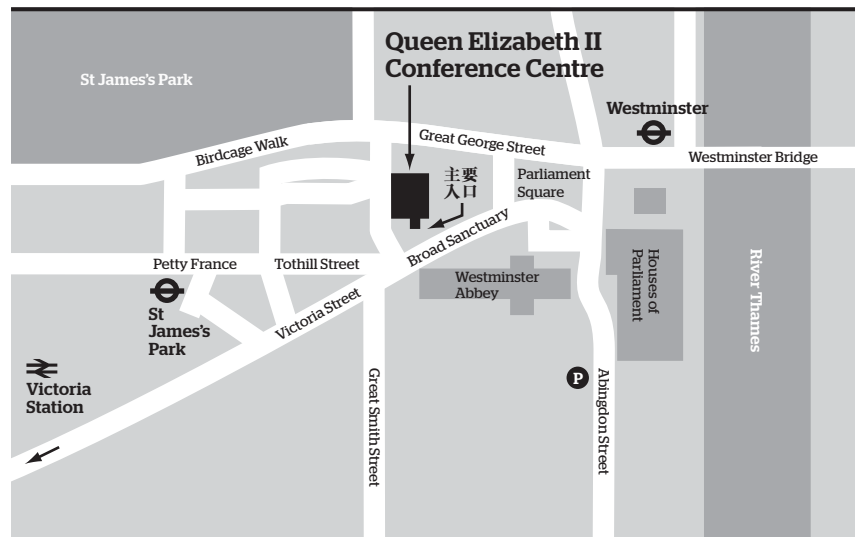 Queen Elizabeth II
Conference Centre
St James's Park
Westminster
Birdcage Walk
Great George Street
Westminster Bridge
主要
入口
Parliament
Square
Broad Sanctuary
Petty France
Tothill Street
Westminster
Abbey
Houses of
Parliament
River Thames
St
James's
Park
Victoria Street
Victoria
Station
Great Smith Street
P
Abingdon Street